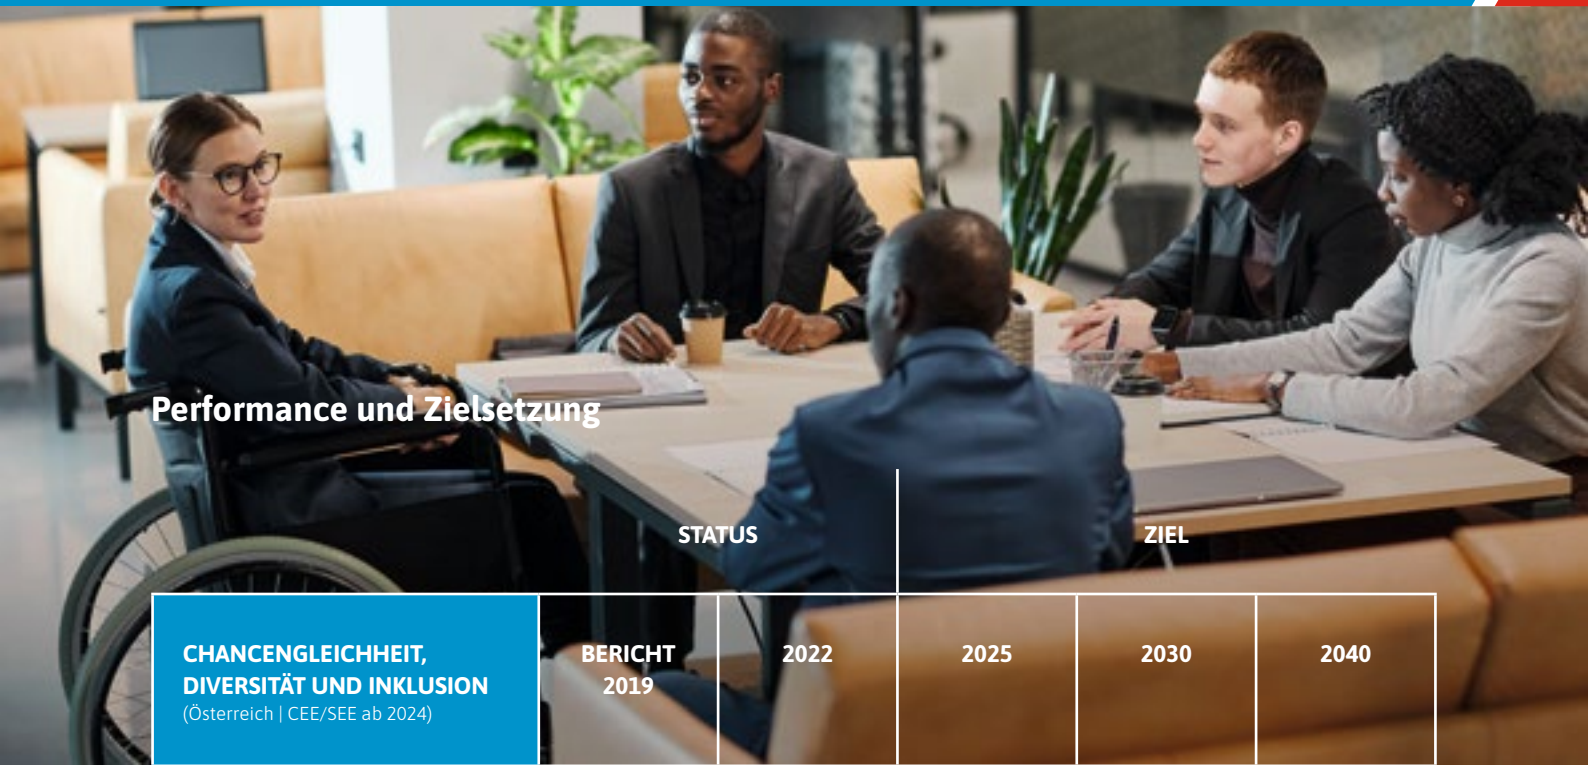 Performance und Zielsetzung
STATUS
ZIEL
CHANCENGLEICHHEIT,
DIVERSITÄT UND INKLUSION
(Österreich | CEE/SEE ab 2024)
BERICHT
2019
2022
2025
2030
2040